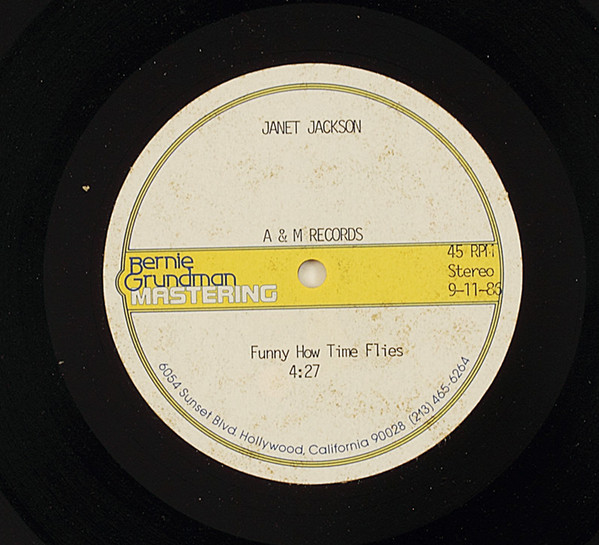 JANET JACKSON
A & M RECORDS
Bernie
Grundman
MASTERING
45 RPM
Stereo
9-11-86
Funny How Time Flies
4:27
6054 Sunset Blvd. Hollywood, California 90028 (213) 465-6264